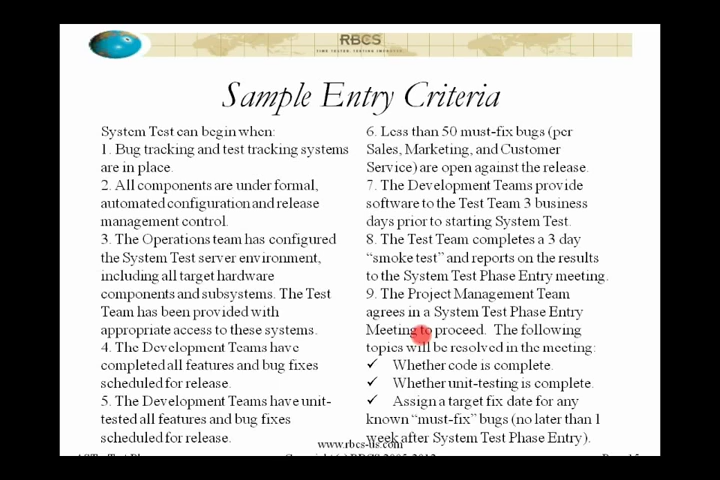 RBCS
Sample Entry Criteria
System Test can begin when:
1. Bug tracking and test tracking systems
are in place.
2. All components are under formal,
automated configuration and release
management control.
3. The Operations team has configured
the System Test server environment,
including all target hardware
components and subsystems. The Test
Team has been provided with
appropriate access to these systems.
4. The Development Teams have
completed all features and bug fixes
scheduled for release.
5. The Development Teams have unit-
tested all features and bug fixes
scheduled for release.
6. Less than 50 must-fix bugs (per
Sales, Marketing, and Customer
Service) are open against the release.
7. The Development Teams provide
software to the Test Team 3 business
days prior to starting System Test.
8. The Test Team completes a 3 day
“smoke test” and reports on the results
to the System Test Phase Entry meeting.
9. The Project Management Team
agrees in a System Test Phase Entry
Meeting to proceed. The following
topics will be resolved in the meeting:
✓ Whether code is complete.
✓ Whether unit-testing is complete.
✓ Assign a target fix date for any
known “must-fix” bugs (no later than 1
week after System Test Phase Entry).
www.rbcs-us.com